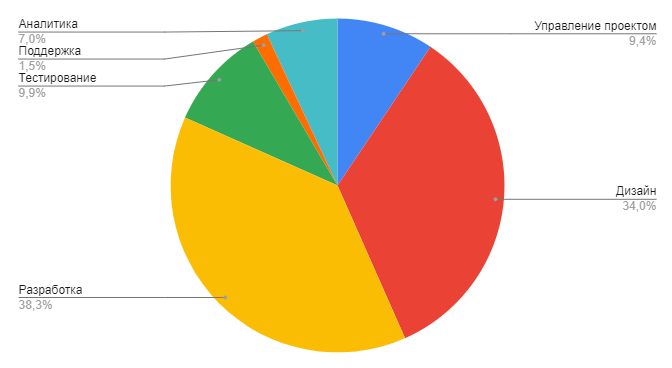 Аналитика
7,0%
Поддержка
1,5%
Тестирование
9,9%
Разработка
38,3%
Управление проектом
9,4%
Дизайн
34,0%